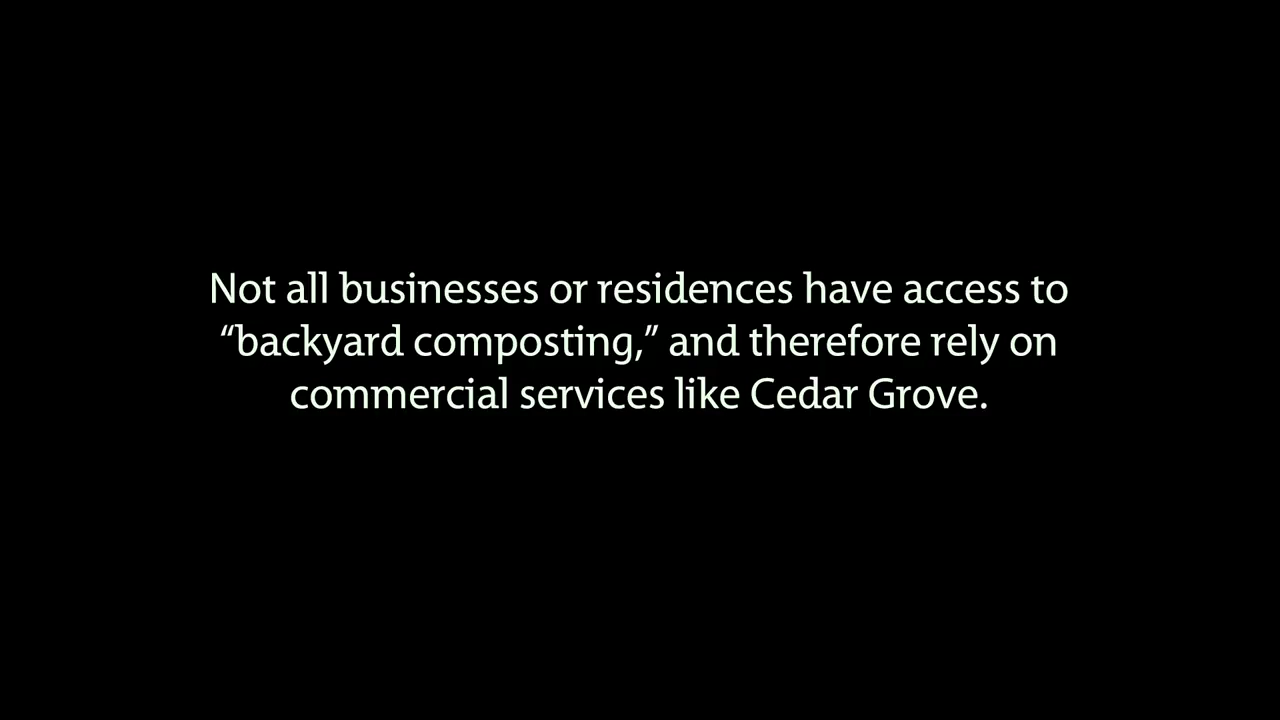 Not all businesses or residences have access to
“backyard composting,” and therefore rely on
commercial services like Cedar Grove.